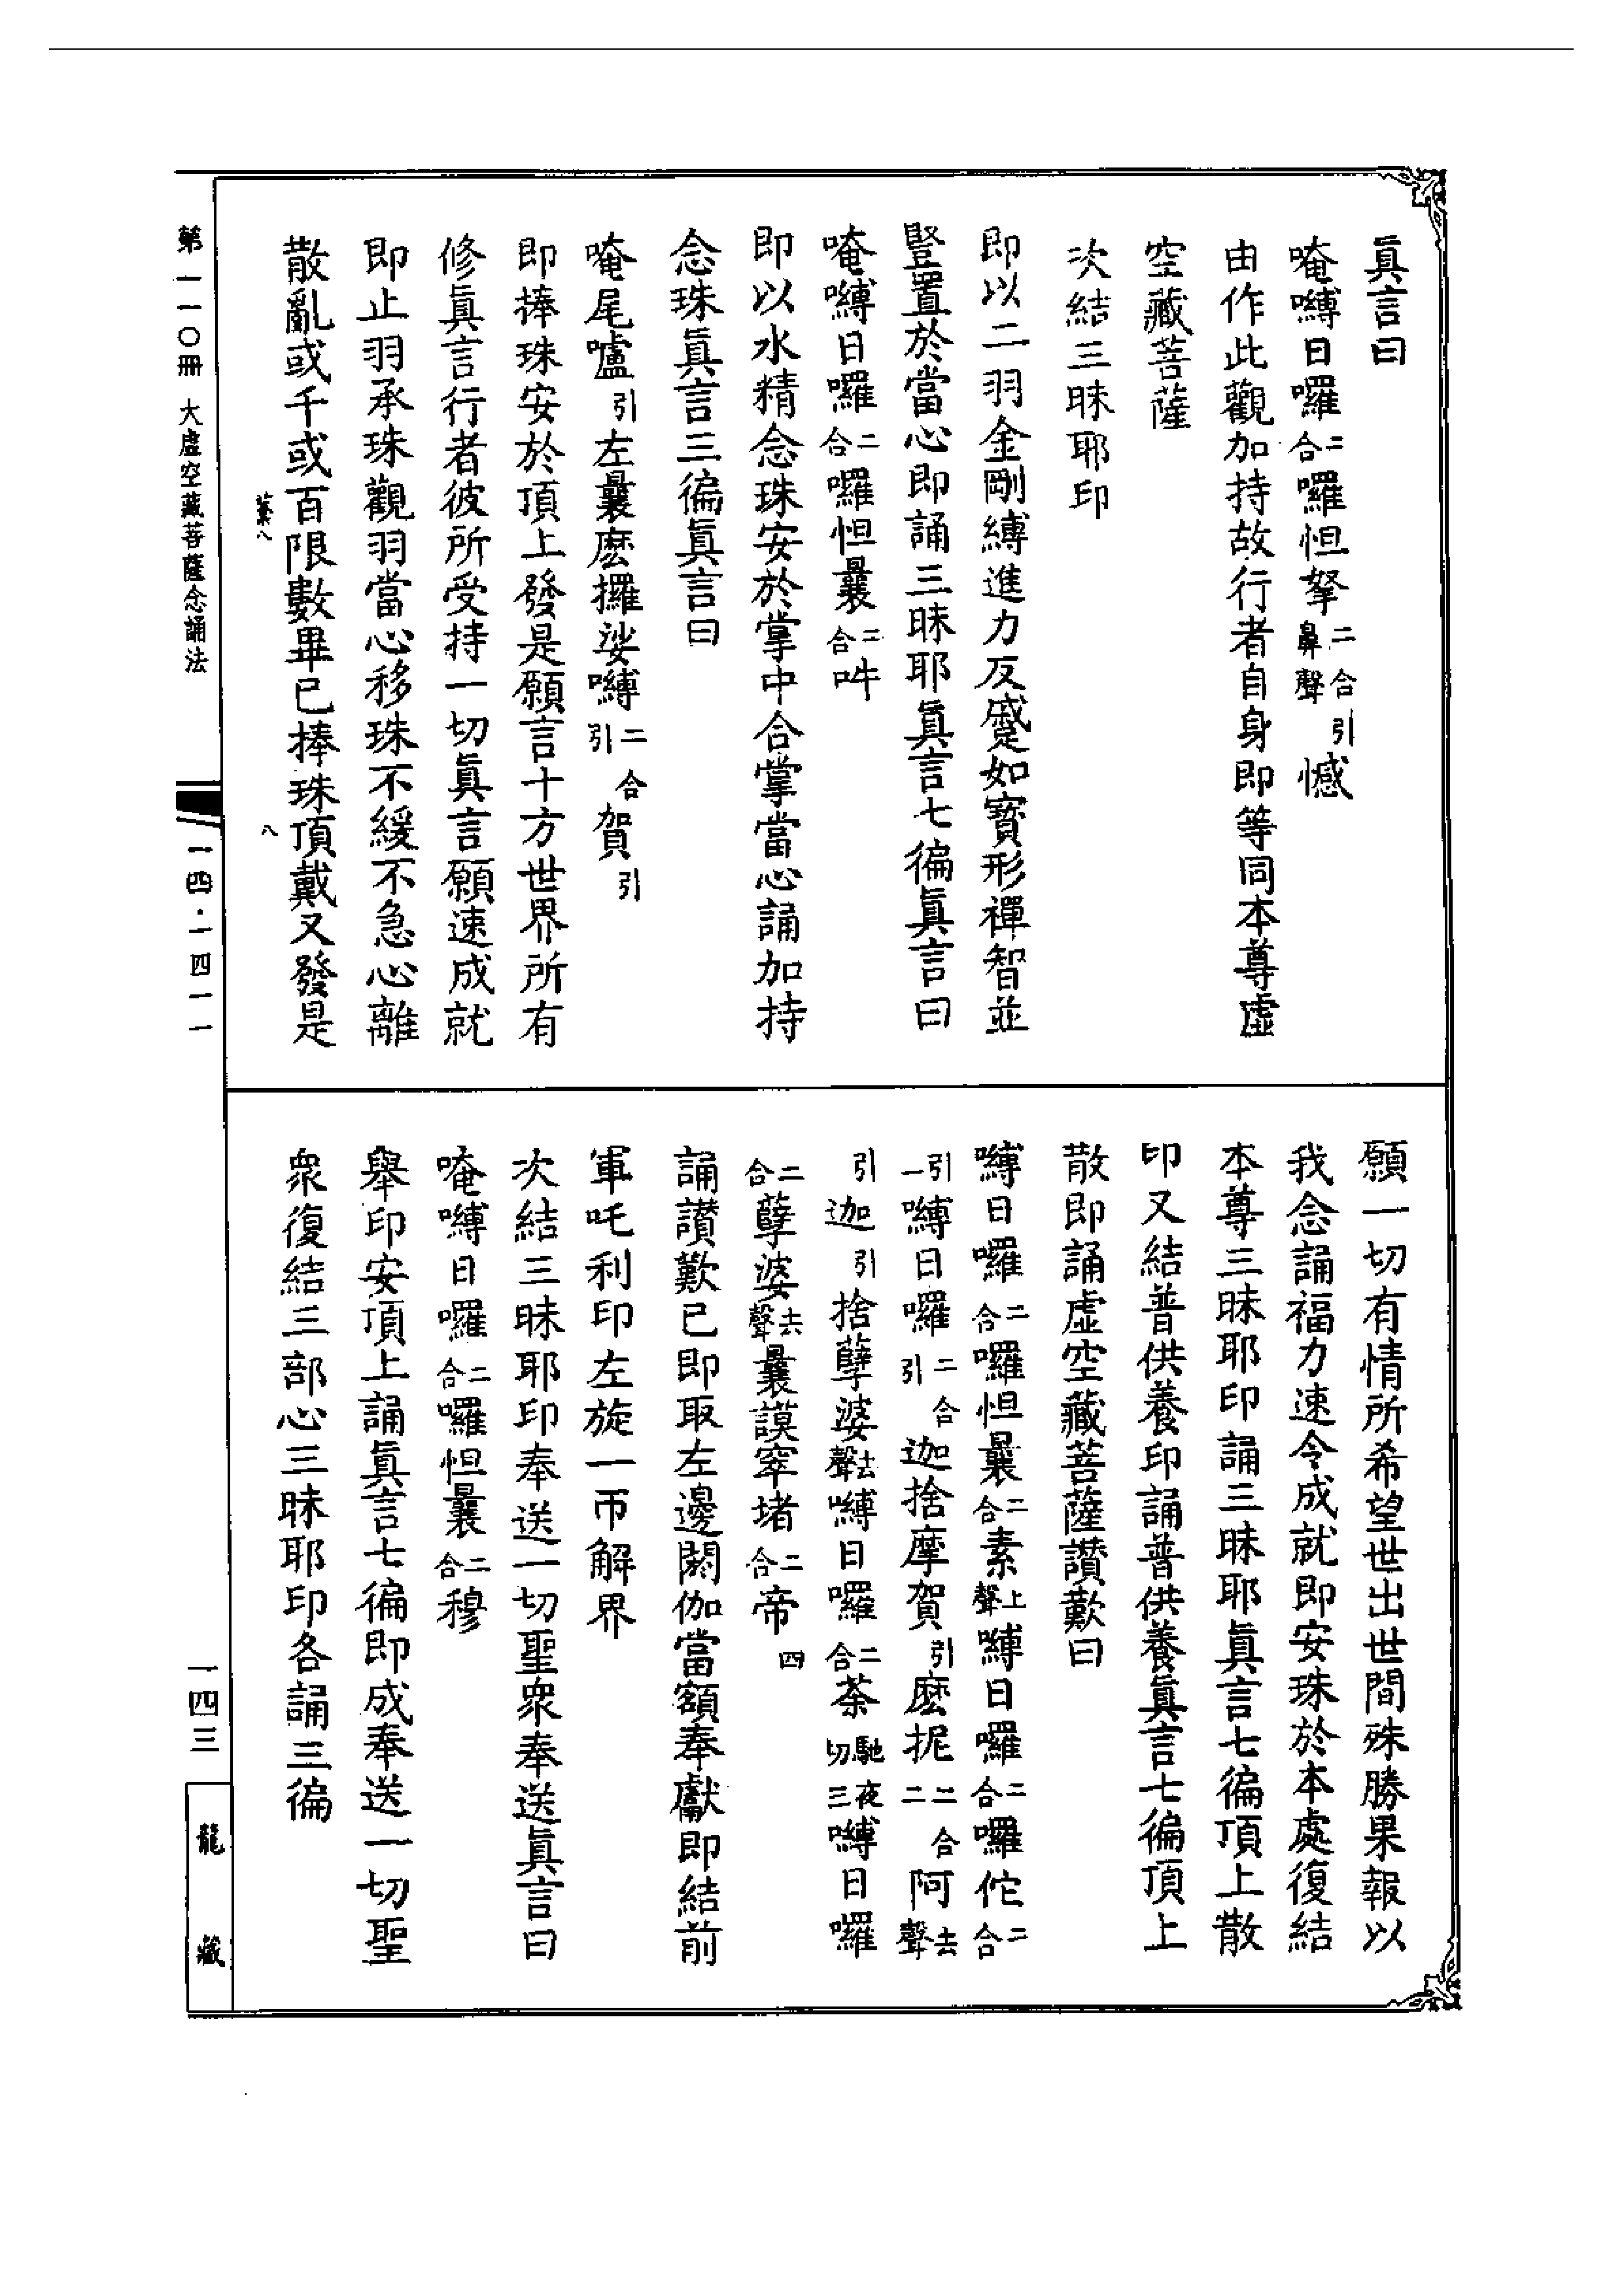 真言曰
唵嚩日囉二合囉怛拏二合鼻聲引憾
由作此觀加持故行者自身即等同本尊虛
空藏菩薩
次結三昧耶印
即以二羽金剛縛進力反蹙如寶形禪智並
豎置於當心即誦三昧耶眞言七徧眞言曰
唵嚩日囉二合囉怛曩二合吽
即以水精念珠安於掌中合掌當心誦加持
念珠眞言三徧眞言曰
唵尾嚧引左曩麼攞娑嚩二合引賀引
即捧珠安於頂上發是願言十方世界所有
修眞言行者彼所受持一切眞言願速成就
即止羽承珠觀羽當心移珠不緩不急心離
散亂或千或百限數畢已捧珠頂戴又發是
願一切有情所希望世出世間殊勝果報以
我念誦福力速令成就即安珠於本處復結
本尊三昧耶印誦三昧耶眞言七徧頂上散
印又結普供養印誦普供養眞言七徧頂上
散即誦虛空藏菩薩讚歎曰
嚩日囉二合囉怛曩二合素上聲嚩日囉二合囉佗二合
引一嚩日囉二合引迦捨摩賀引麼抳二合二阿去聲
引迦引捨孽婆去聲嚩日囉二合荼馳夜切三嚩日囉
二合孽婆去聲曩謨窣堵二合帝四
誦讚歎已即取左邊閼伽當額奉獻即結前
軍吒利印左旋一帀解界
次結三昧耶印奉送一切聖衆奉送眞言曰
唵嚩日囉二合囉怛曩二合穆
舉印安頂上誦眞言七徧即成奉送一切聖
衆復結三部心三昧耶印各誦三徧
第一一〇冊 大虛空藏菩薩念誦法
一四·一四一一
八
一四三
龍藏